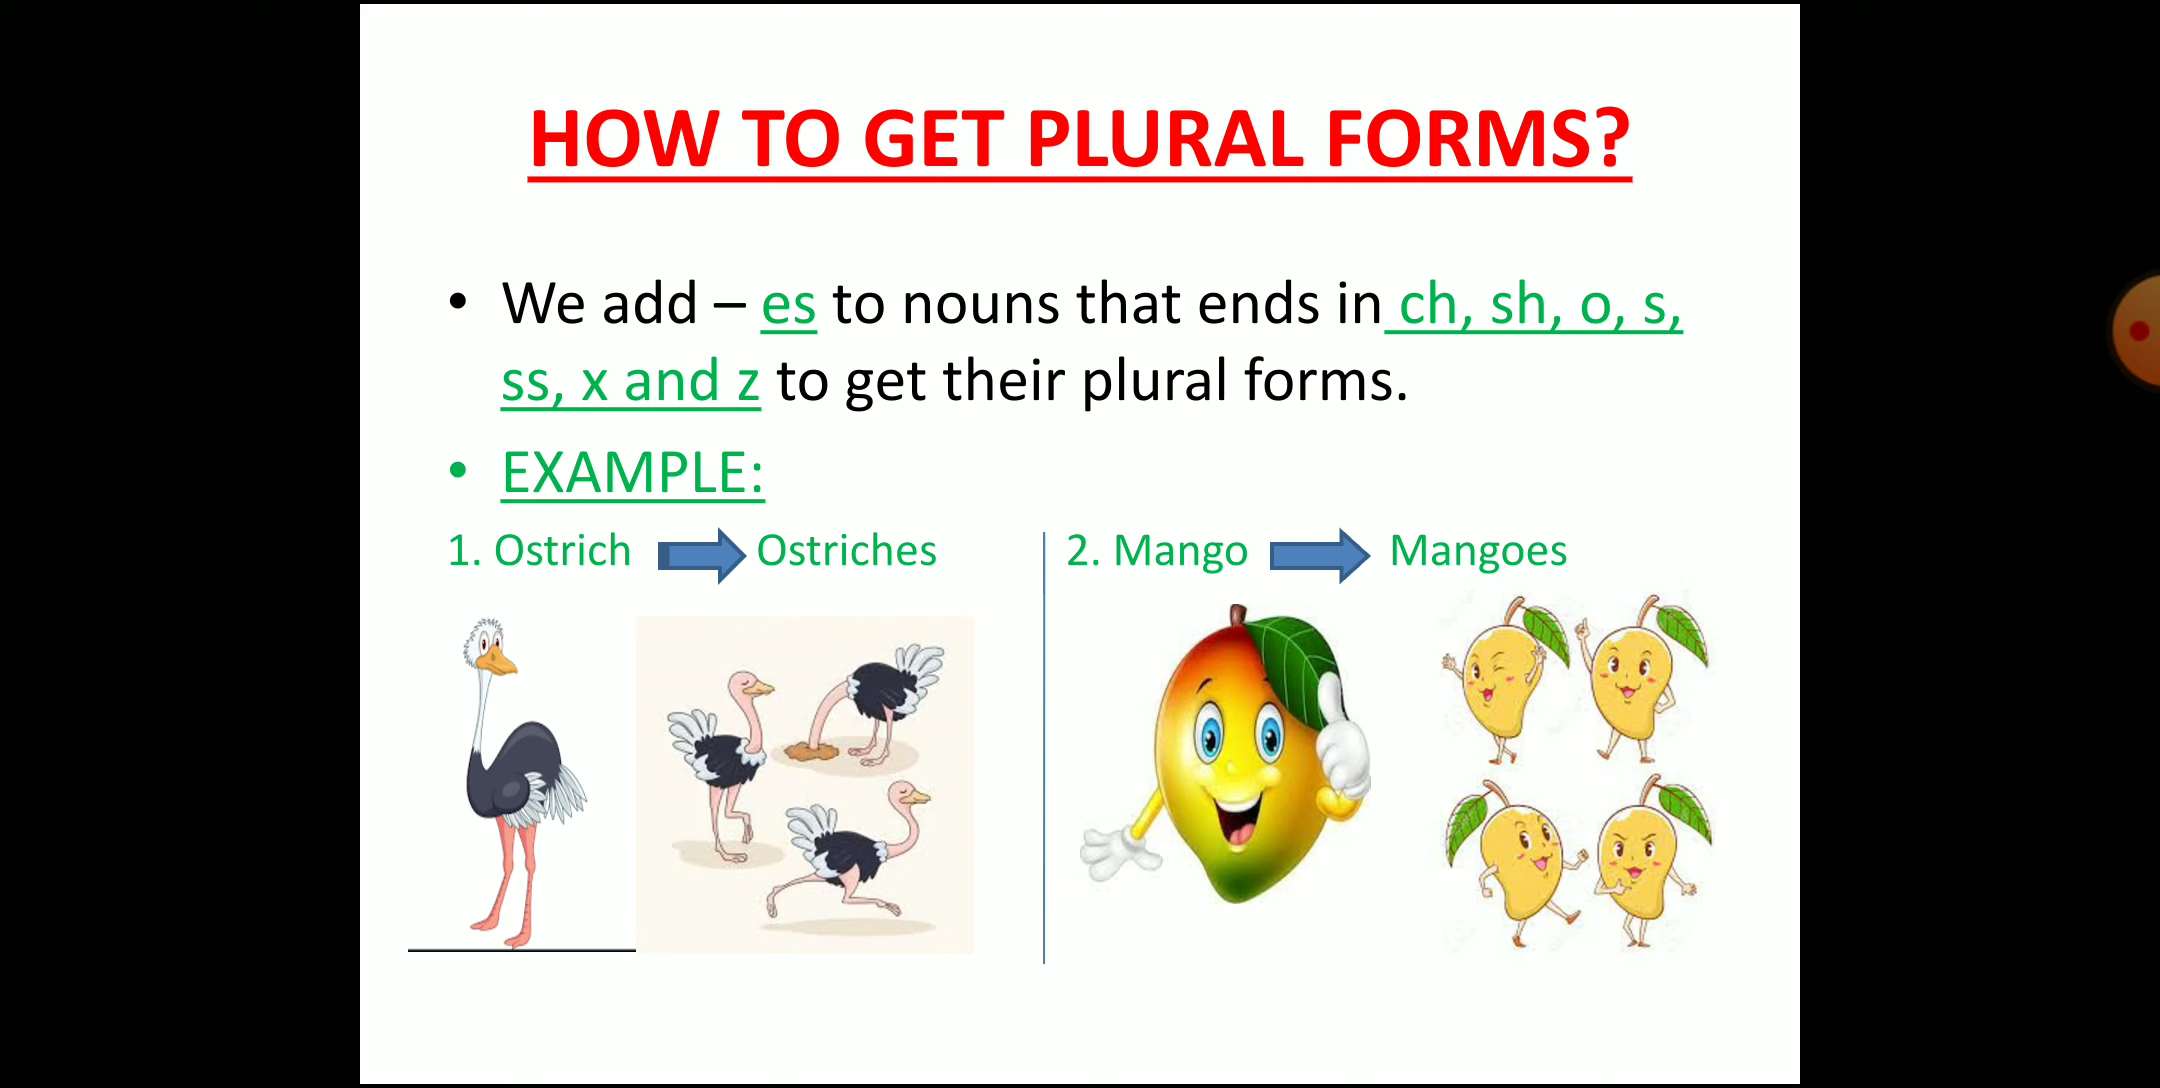 HOW TO GET PLURAL FORMS?
• We add – es to nouns that ends in ch, sh, o, s,
ss, x and z to get their plural forms.
• EXAMPLE:
1. Ostrich Ostriches 2. Mango Mangoes